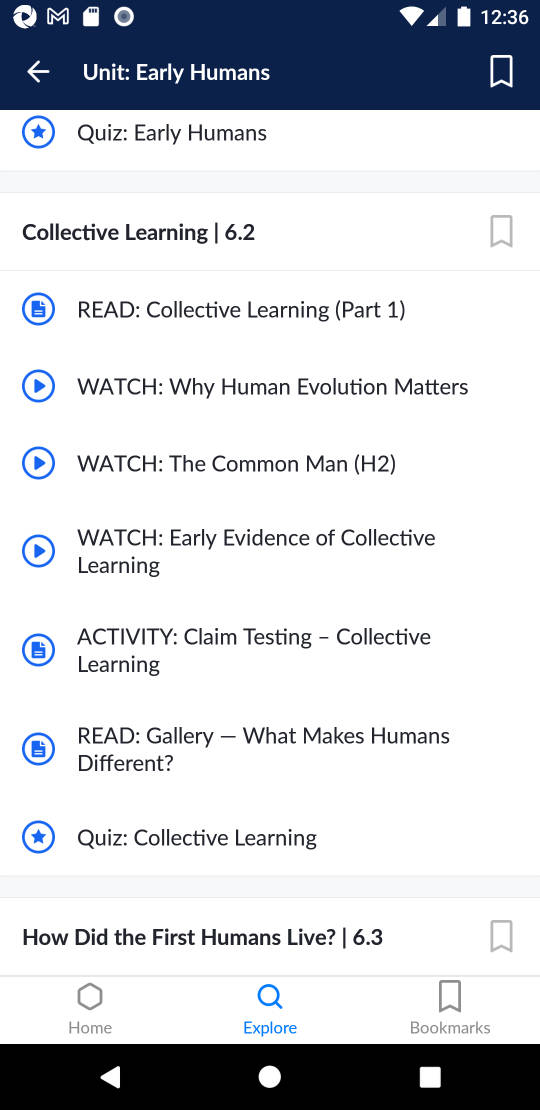 12:36
Unit: Early Humans
Quiz: Early Humans
Collective Learning | 6.2
READ: Collective Learning (Part 1)
WATCH: Why Human Evolution Matters
WATCH: The Common Man (H2)
WATCH: Early Evidence of Collective
Learning
ACTIVITY: Claim Testing – Collective
Learning
READ: Gallery — What Makes Humans
Different?
Quiz: Collective Learning
How Did the First Humans Live? | 6.3
Home
Explore
Bookmarks